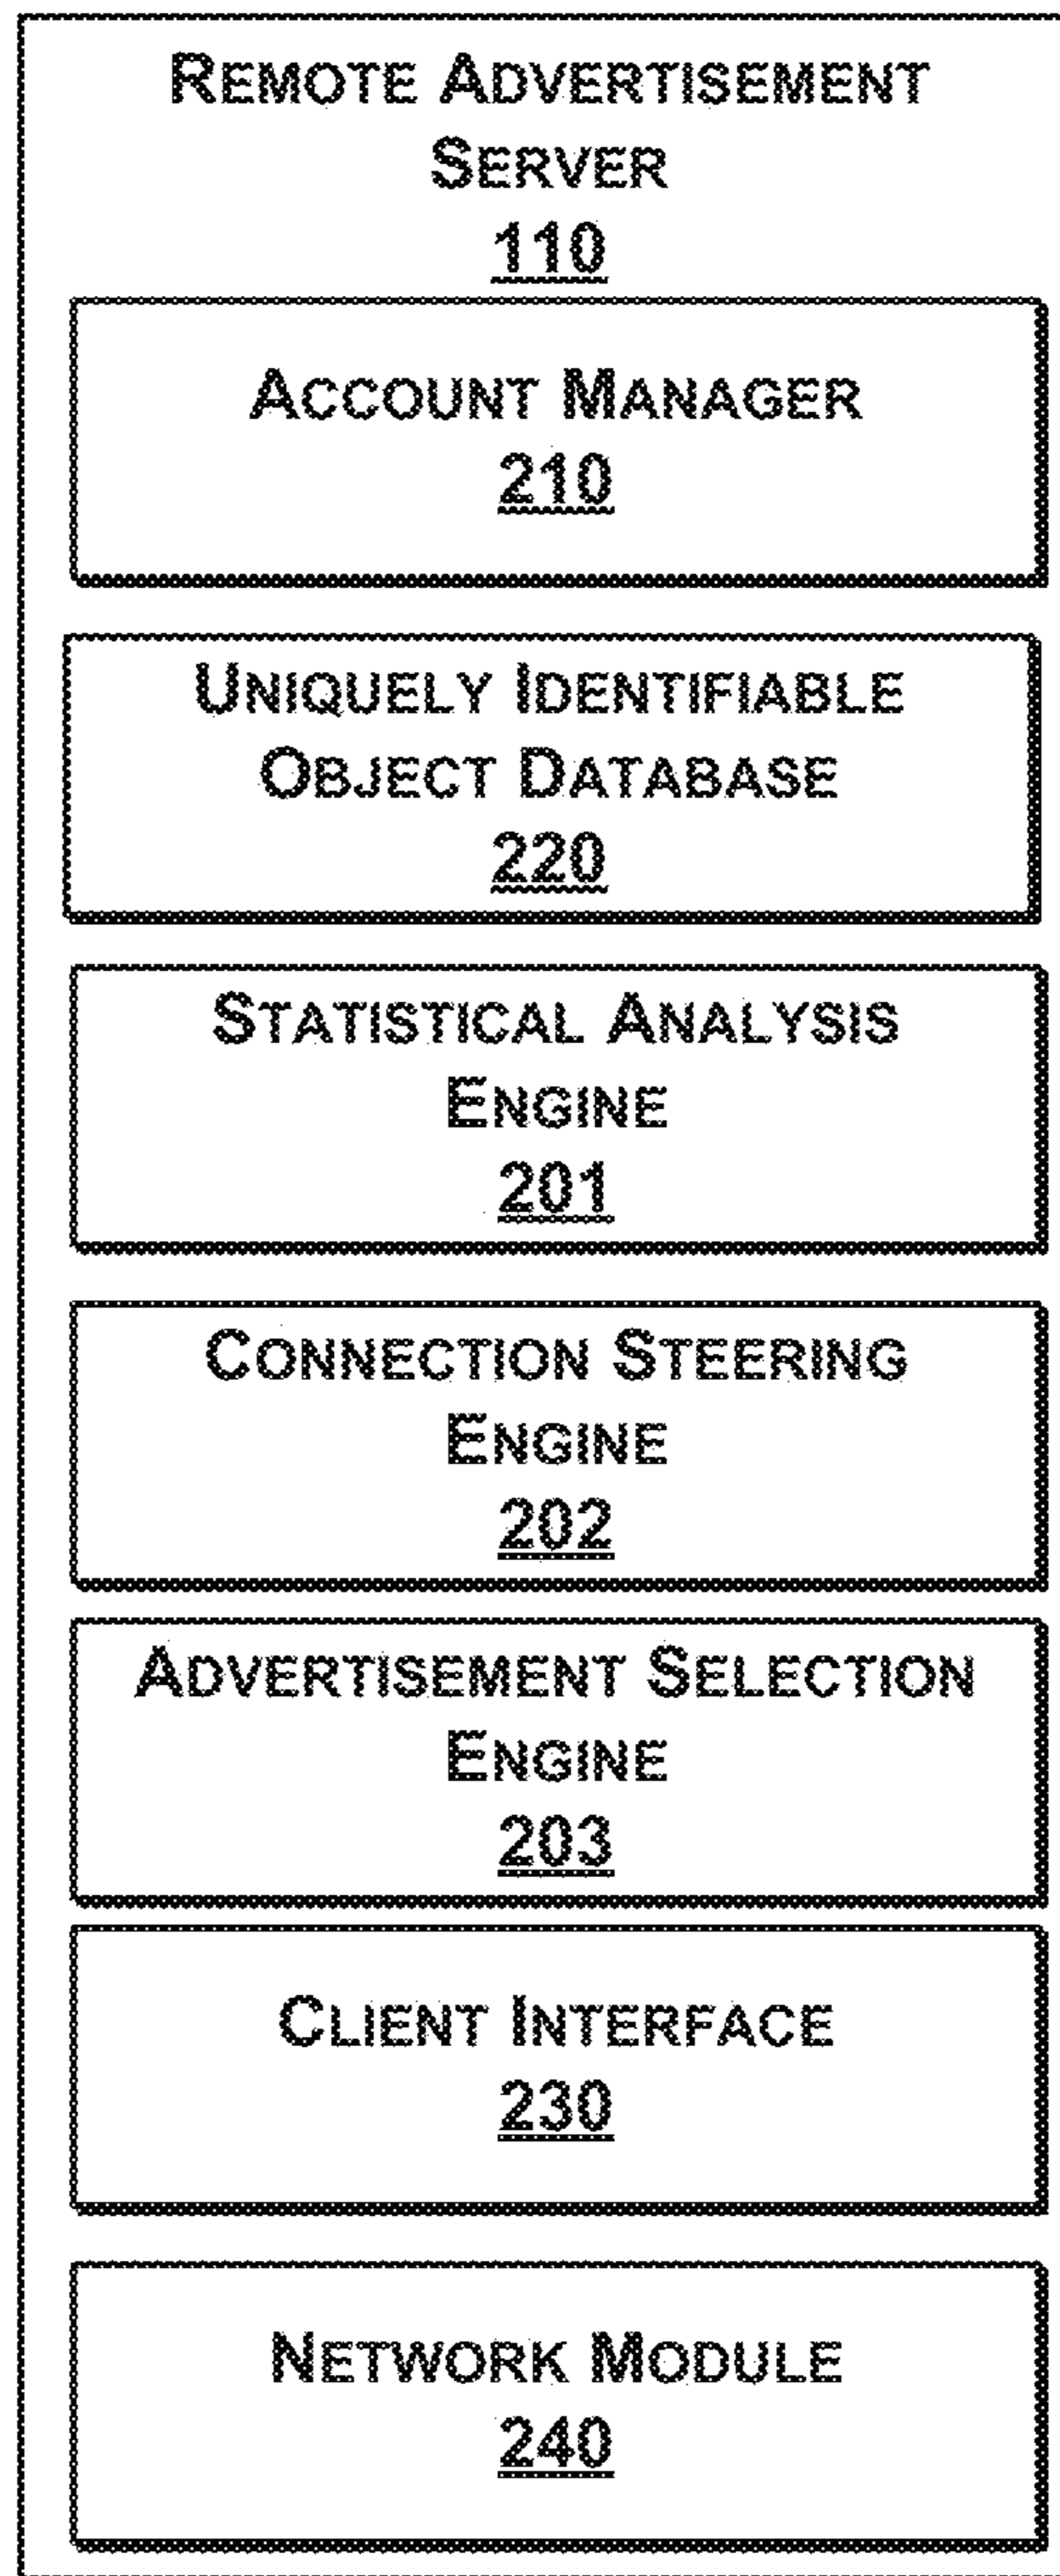 REMOTE ADVERTISEMENT
SERVER
110
ACCOUNT MANAGER
210
UNIQUELY IDENTIFIABLE
OBJECT DATABASE
220
STATISTICAL ANALYSIS
ENGINE
201
CONNECTION STEERING
ENGINE
202
ADVERTISEMENT SELECTION
ENGINE
203
CLIENT INTERFACE
230
NETWORK MODULE
240